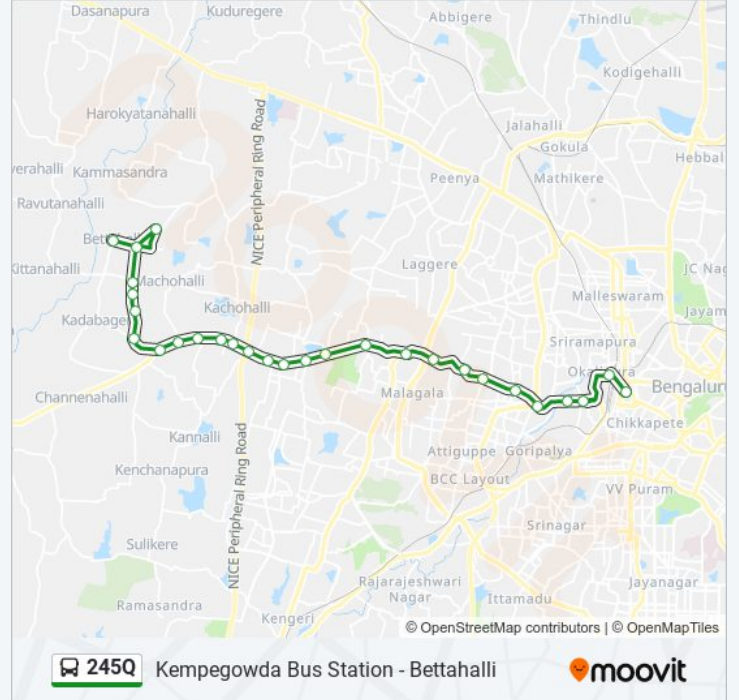 Dasanapura
Kuduregere
Abbigere
Thindlu
Kodigehalli
Harokyatanahalli
NICE Peripheral Ring Road
Jalahalli
Gokula
Hebbal
verahalli
Kammasandra
Peenya
Mathikere
Ravutanahalli
Bett
Kittanahalli
Machohalli
Laggere
JC Nag
Malleswaram
Kachohalli
Jayam
Kadabage
Sriramapura
Oka ura
Bengalur
Channenahalli
Malagala
Chikkapete
Kannalli
Attiguppe
Goripalya
Kenchanapura
BCC Layout
VV Puram
NICE Peripheral Ring Road
Srinagar
Sulikere
Rajarajeshwari
Nagar
Jayanagar
Ramasandra
Ittamadu
Kengeri
© OpenStreetMap contributors | © OpenMapTiles
245Q Kempegowda Bus Station - Bettahalli
moovit